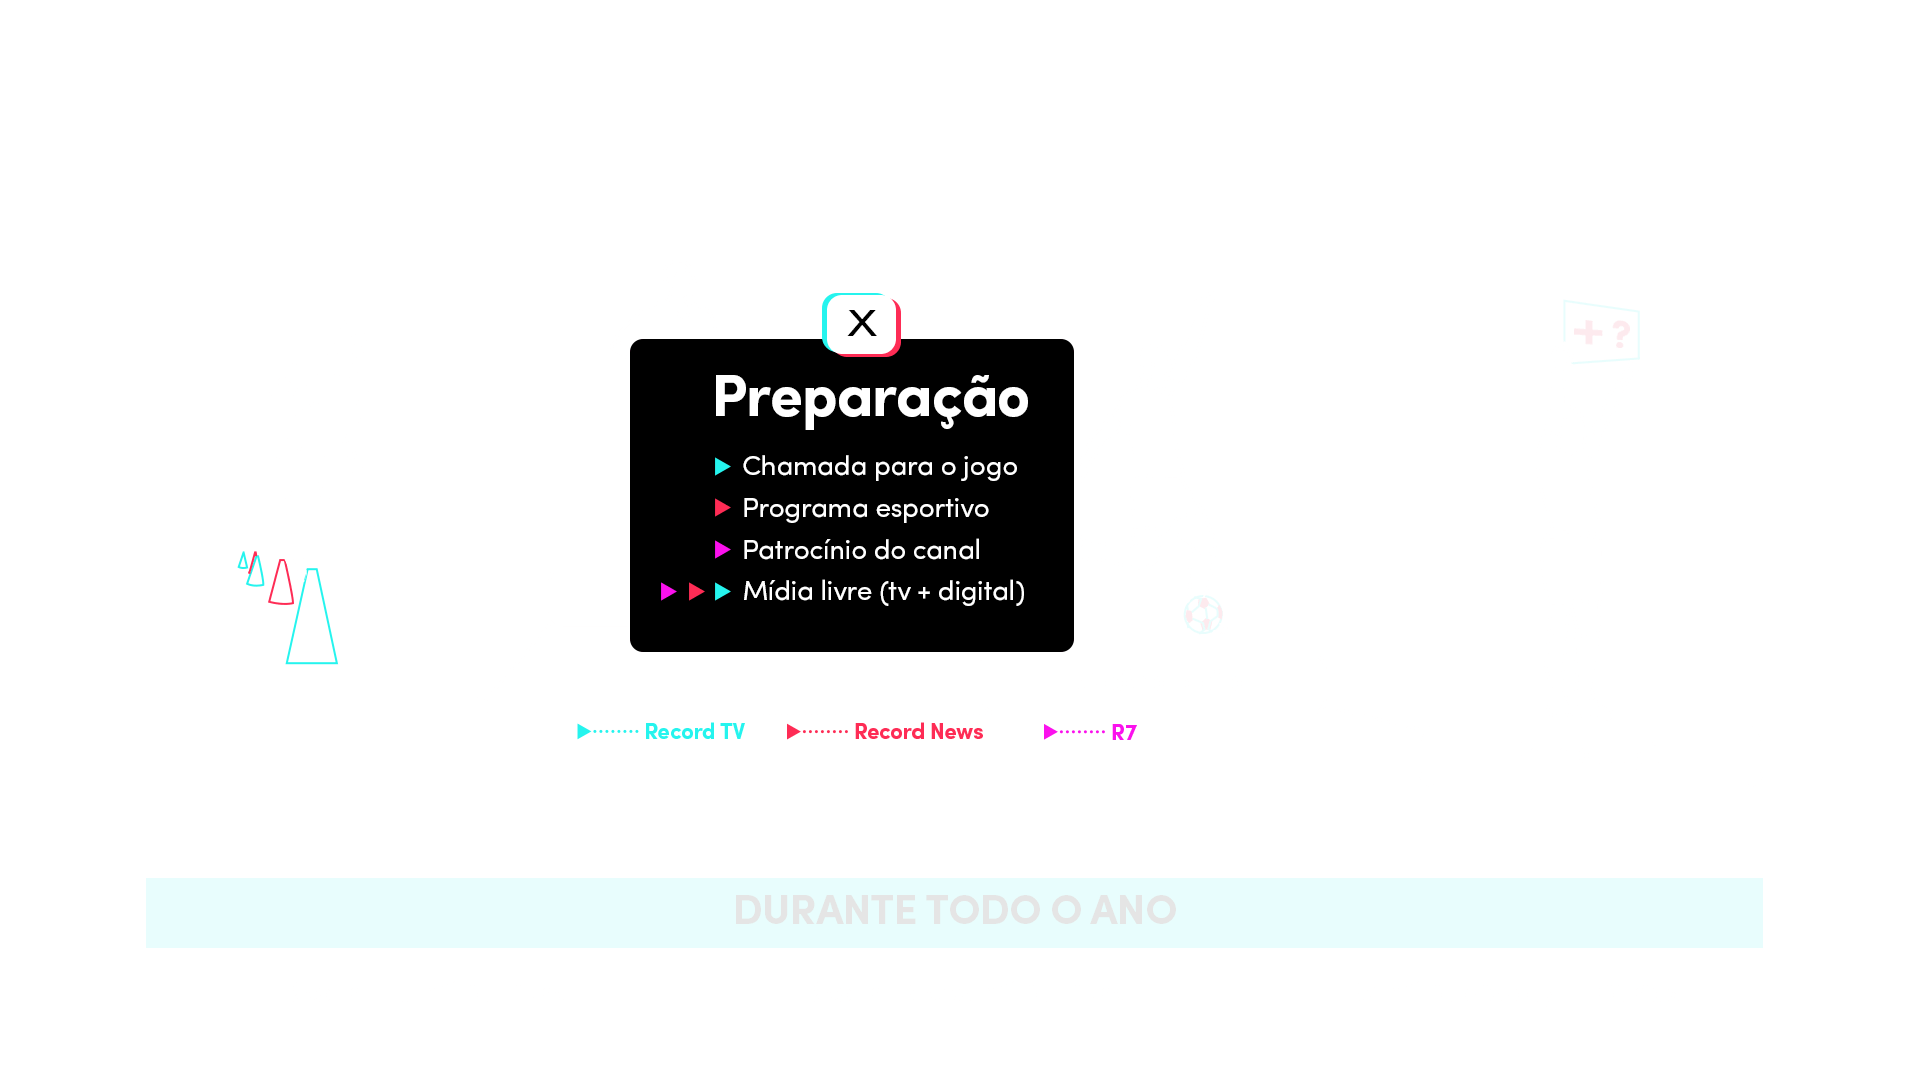 X
+ ?
Preparação
Chamada para o jogo
Programa esportivo
Patrocínio do canal
Mídia livre (tv + digital)
Record TV
Record News
R7
DURANTE TODO O ANO